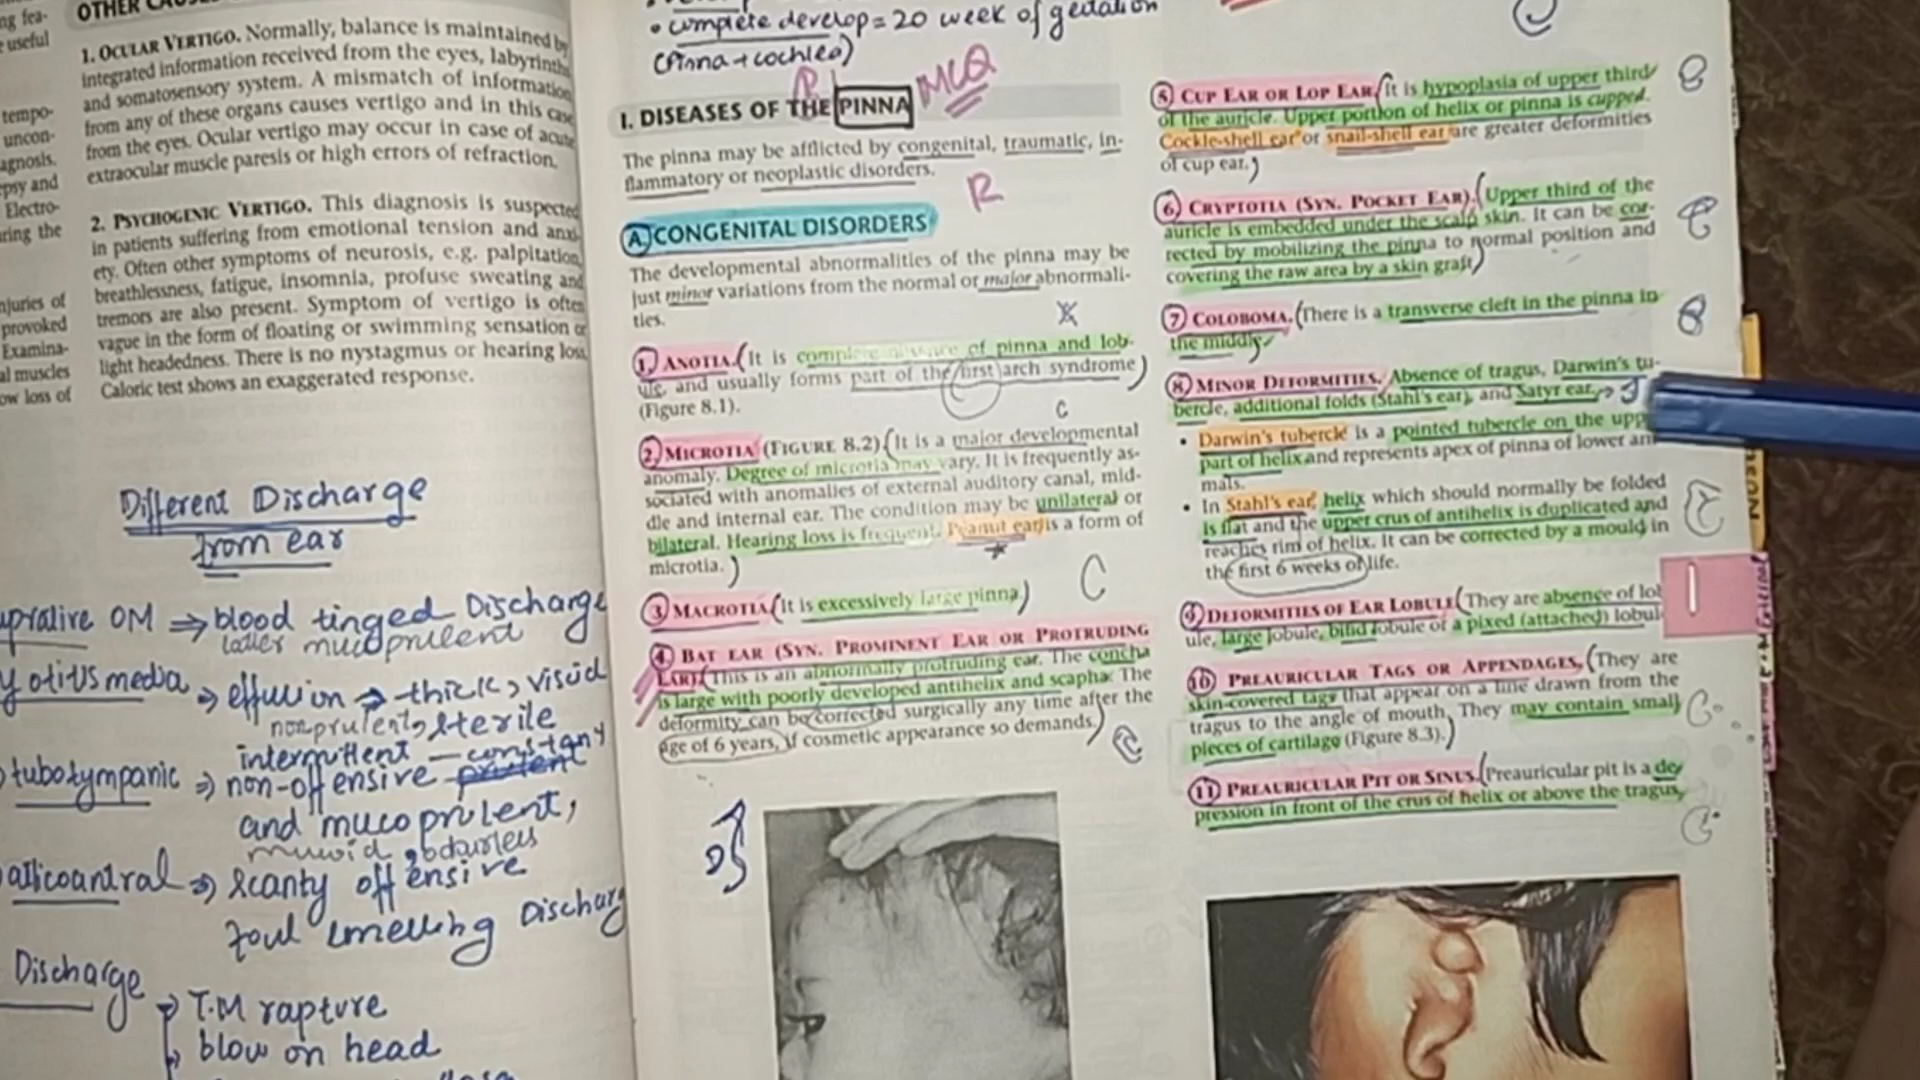 ng fea-
useful
tempo-
uncon-
agnosis.
epsy and
Electro-
uring the
njuries of
provoked
Examina-
al muscles
ow loss of
OTHER
1. OCULAR VERTIGO. Normally, balance is maintained by
integrated information received from the eyes, labyrinths
and somatosensory system. A mismatch of information
from any of these organs causes vertigo and in this case
from the eyes. Ocular vertigo may occur in case of acute
extraocular muscle paresis or high errors of refraction.
2. PSYCHOGENIC VERTIGO. This diagnosis is suspected
in patients suffering from emotional tension and anxi-
ety. Often other symptoms of neurosis, e.g. palpitation,
breathlessness, fatigue, insomnia, profuse sweating and
tremors are also present. Symptom of vertigo is often
vague in the form of floating or swimming sensation or
light headedness. There is no nystagmus or hearing loss.
Caloric test shows an exaggerated response.
Different Discharge
from ear
OM ⇒ blood tinged Discharge
later mucoprulent
y otitis media ⇒ effusion → thick, viscid
nonprulent, sterile
intermittent – constant
tubotympanic ⇒ non-offensive
and mucoprulent,
mucoid, odourless
atticoantral ⇒ scanty offensive
foul smelling Discharg
Discharge
→ T.M rapture
→ blow on head
• complete develop = 20 week of gestation
(Pinna + cochlea)
MCQ
I. DISEASES OF THE PINNA
The pinna may be afflicted by congenital, traumatic, in-
flammatory or neoplastic disorders.
R
A. CONGENITAL DISORDERS
The developmental abnormalities of the pinna may be
just minor variations from the normal or major abnormali-
ties.
1. ANOTIA. (It is complete absence of pinna and lob-
ule, and usually forms part of the first arch syndrome)
(Figure 8.1).
C
2. MICROTIA (FIGURE 8.2) (It is a major developmental
anomaly. Degree of microtia may vary. It is frequently as-
sociated with anomalies of external auditory canal, mid-
dle and internal ear. The condition may be unilateral or
bilateral. Hearing loss is frequent. Peanut ear is a form of
microtia.)
C
3. MACROTIA. (It is excessively large pinna.)
4. BAT EAR (SYN. PROMINENT EAR OR PROTRUDING
EAR). (This is an abnormally protruding ear. The concha
is large with poorly developed antihelix and scapha. The
deformity can be corrected surgically any time after the
age of 6 years, if cosmetic appearance so demands.)
5. CUP EAR OR LOP EAR. (It is hypoplasia of upper third
of the auricle. Upper portion of helix or pinna is cupped.
Cockle-shell ear or snail-shell ear are greater deformities
of cup ear.)
6. CRYPTOTIA (SYN. POCKET EAR). (Upper third of the
auricle is embedded under the scalp skin. It can be cor-
rected by mobilizing the pinna to normal position and
covering the raw area by a skin graft)
7. COLOBOMA. (There is a transverse cleft in the pinna in
the middle
8. MINOR DEFORMITIES. Absence of tragus, Darwin's tu-
bercle, additional folds (Stahl's ear), and Satyr ear.
• Darwin's tubercle is a pointed tubercle on the upp
part of helix and represents apex of pinna of lower ani-
mals.
• In Stahl's ear, helix which should normally be folded
is flat and the upper crus of antihelix is duplicated and
reaches rim of helix. It can be corrected by a mould in
the first 6 weeks of life.
9. DEFORMITIES OF EAR LOBULE (They are absence of lob
ule, large lobule, bifid lobule or a pixed (attached) lobul
10. PREAURICULAR TAGS OR APPENDAGES. (They are
skin-covered tags that appear on a line drawn from the
tragus to the angle of mouth. They may contain small
pieces of cartilage (Figure 8.3).)
11. PREAURICULAR PIT OR SINUS. (Preauricular pit is a de-
pression in front of the crus of helix or above the tragus,